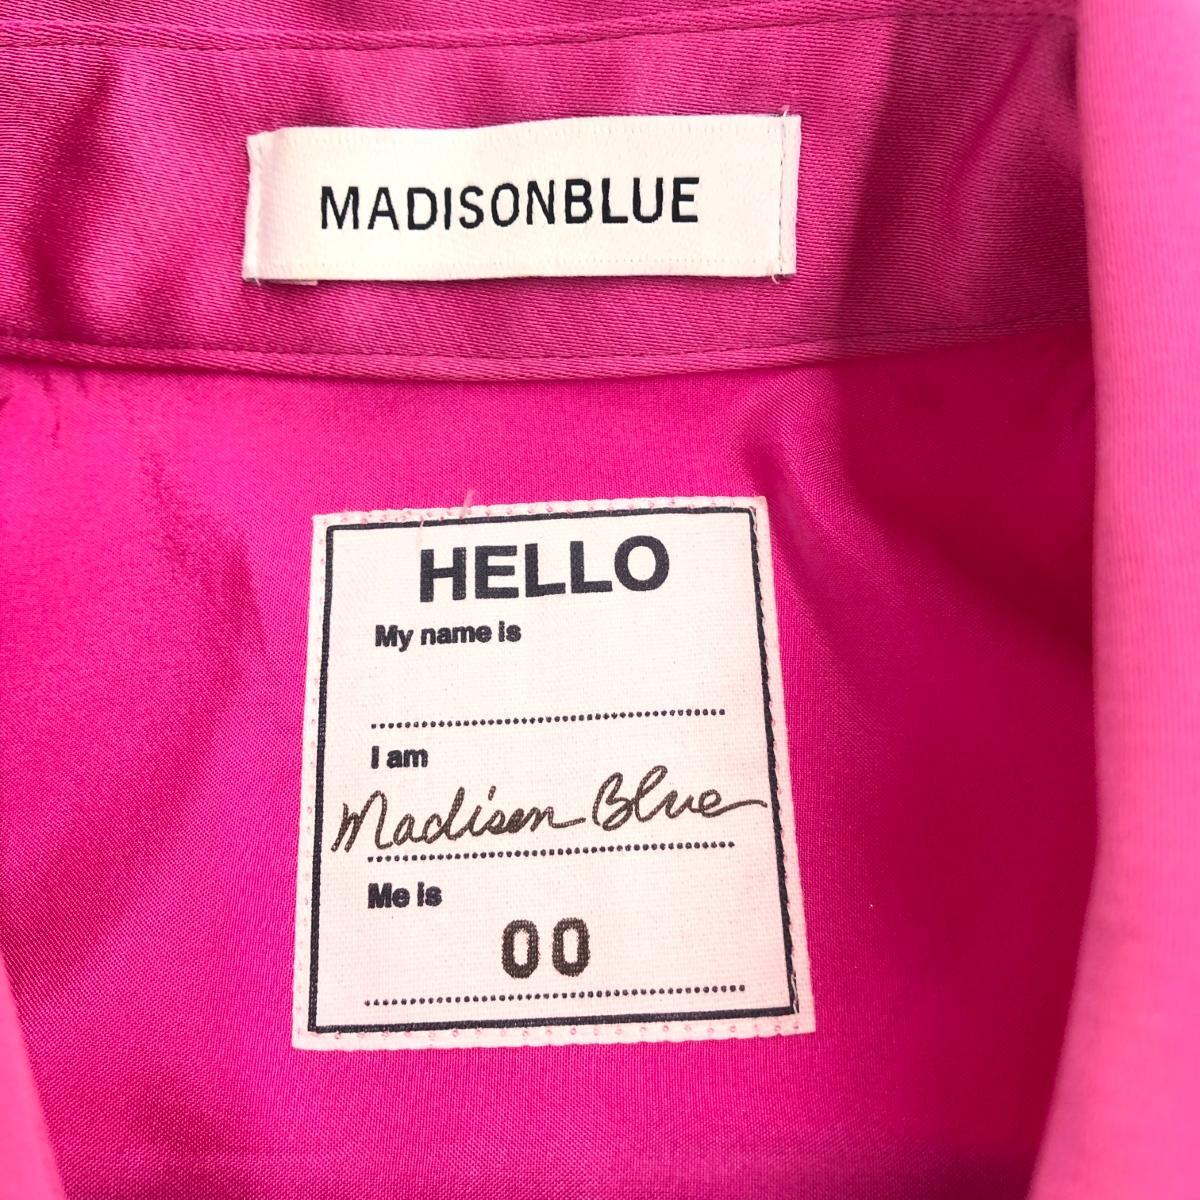 MADISONBLUE
HELLO
My name is
I am
Madison Blue
Me is
00